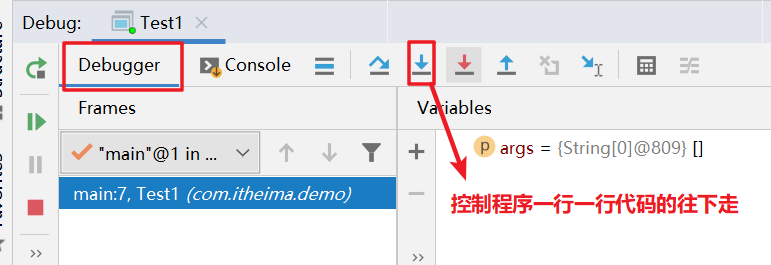 Debug:
Test1
Debugger
Console
Frames
Variables
"main"@1 in ...
args = {String[0]@809} []
main:7, Test1 (com.itheima.demo)
控制程序一行一行代码的往下走